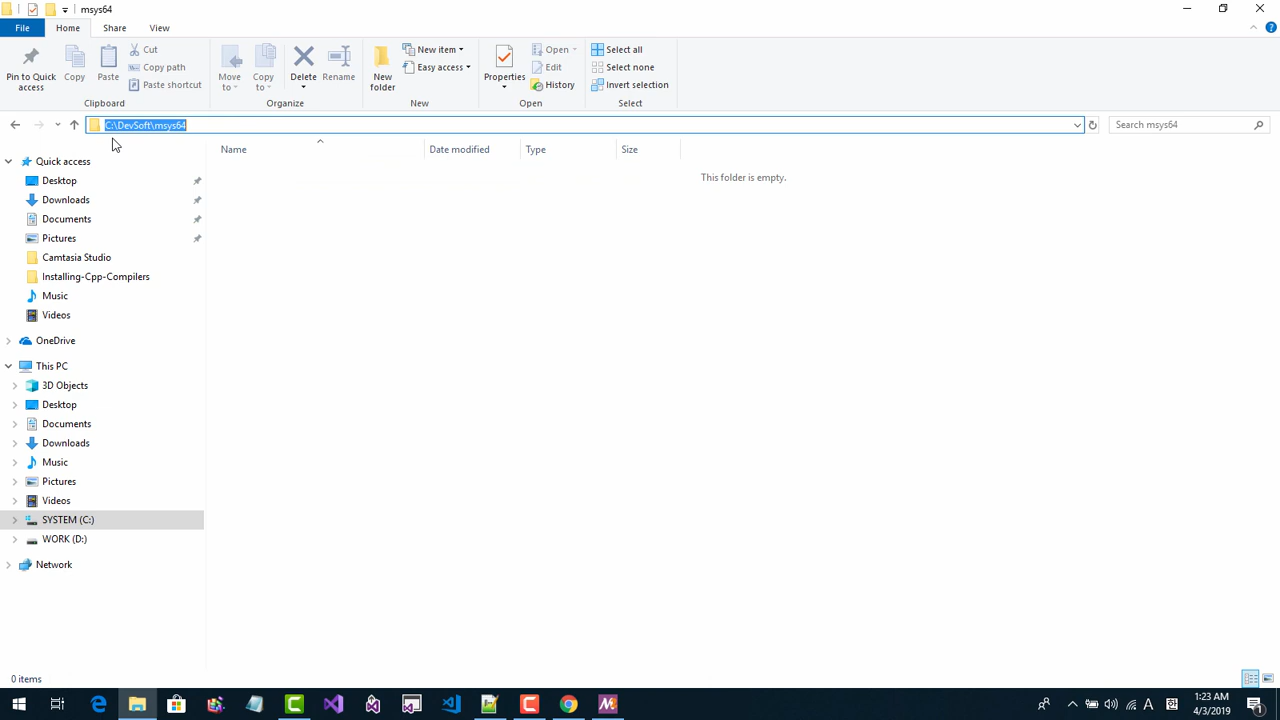 msys64
File Home Share View
Pin to Quick access
Copy
Paste
Cut
Copy path
Paste shortcut
Clipboard
Move to
Copy to
Delete
Rename
Organize
New folder
New item
Easy access
New
Properties
Open
Edit
History
Open
Select all
Select none
Invert selection
Select
C:\DevSoft\msys64
Search msys64
Name Date modified Type Size
This folder is empty.
Quick access
Desktop
Downloads
Documents
Pictures
Camtasia Studio
Installing-Cpp-Compilers
Music
Videos
OneDrive
This PC
3D Objects
Desktop
Documents
Downloads
Music
Pictures
Videos
SYSTEM (C:)
WORK (D:)
Network
0 items
A
1:23 AM
4/3/2019